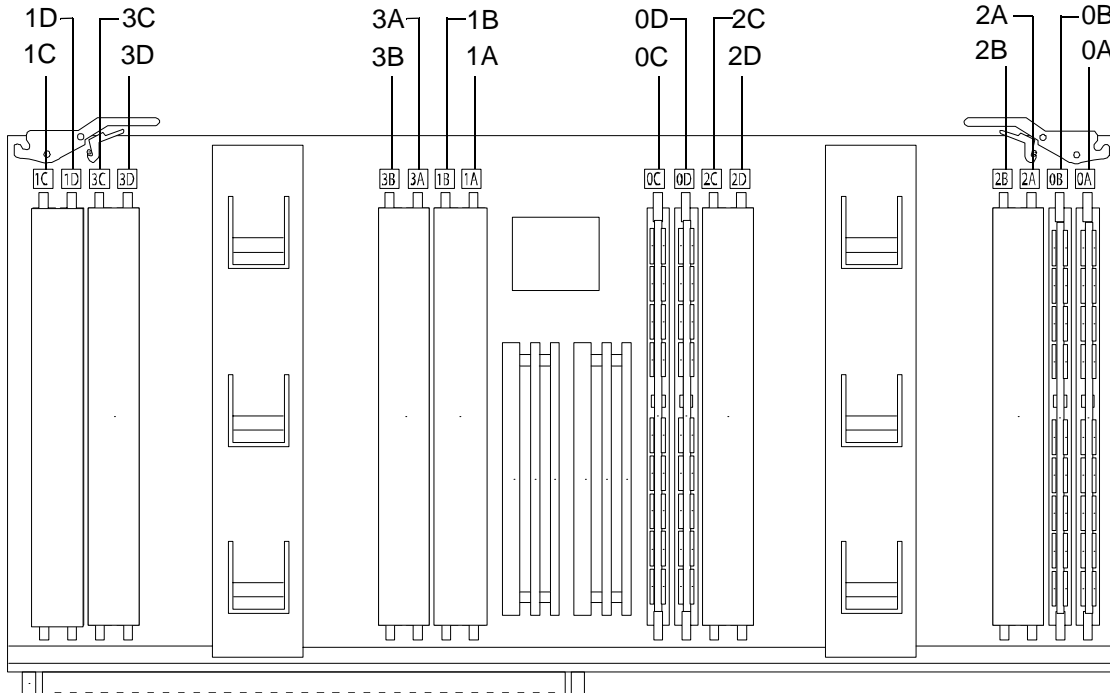 1D 3C 3A 1B 0D 2C 2A 0B
1C 3D 3B 1A 0C 2D 2B 0A
1C 1D 3C 3D 3B 3A 1B 1A 0C 0D 2C 2D 2B 2A 0B 0A